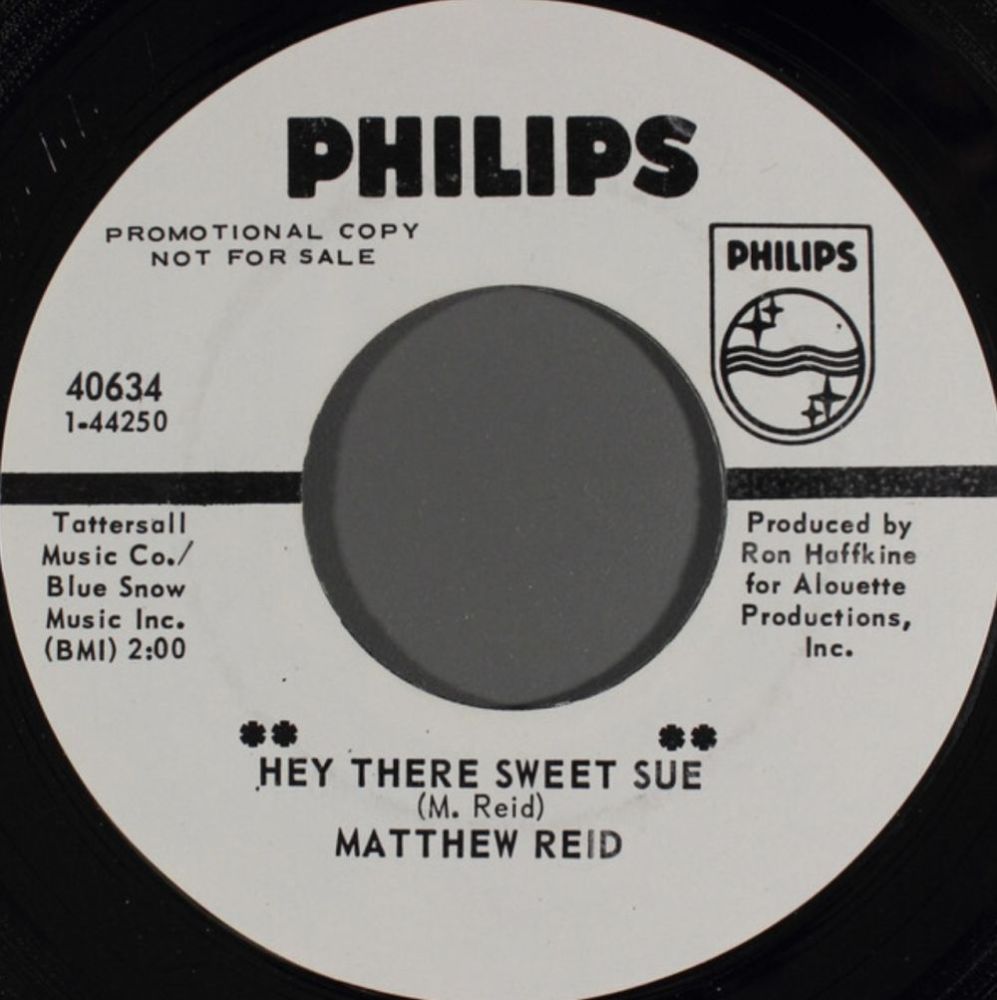 PHILIPS
PROMOTIONAL COPY
NOT FOR SALE
PHILIPS
40634
1-44250
Tattersall
Music Co./
Blue Snow
Music Inc.
(BMI) 2:00
Produced by
Ron Haffkine
for Alouette
Productions,
Inc.
** **
HEY THERE SWEET SUE
(M. Reid)
MATTHEW REID